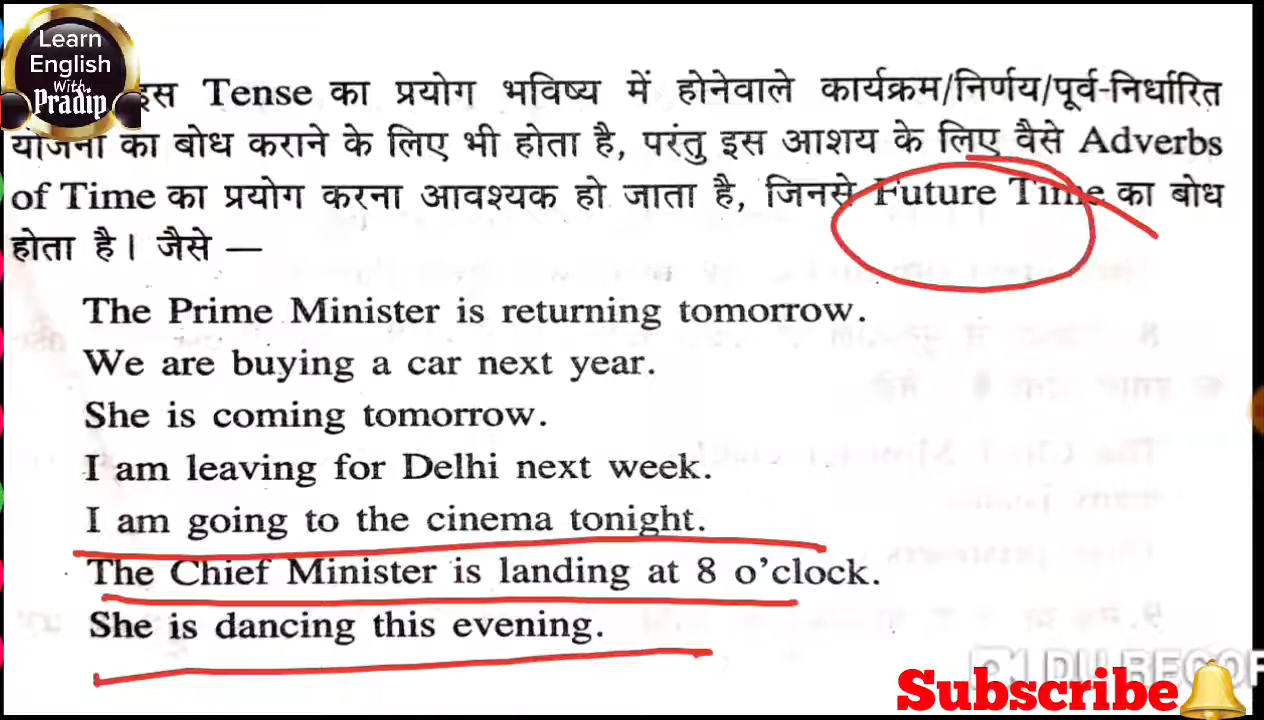 Learn
English
With
Pradip
इस Tense का प्रयोग भविष्य में होनेवाले कार्यक्रम/निर्णय/पूर्व-निर्धारित
योजना का बोध कराने के लिए भी होता है, परंतु इस आशय के लिए वैसे Adverbs
of Time का प्रयोग करना आवश्यक हो जाता है, जिनसे Future Time का बोध
होता है। जैसे —
The Prime Minister is returning tomorrow.
We are buying a car next year.
She is coming tomorrow.
I am leaving for Delhi next week.
I am going to the cinema tonight.
The Chief Minister is landing at 8 o'clock.
She is dancing this evening.
Subscribe